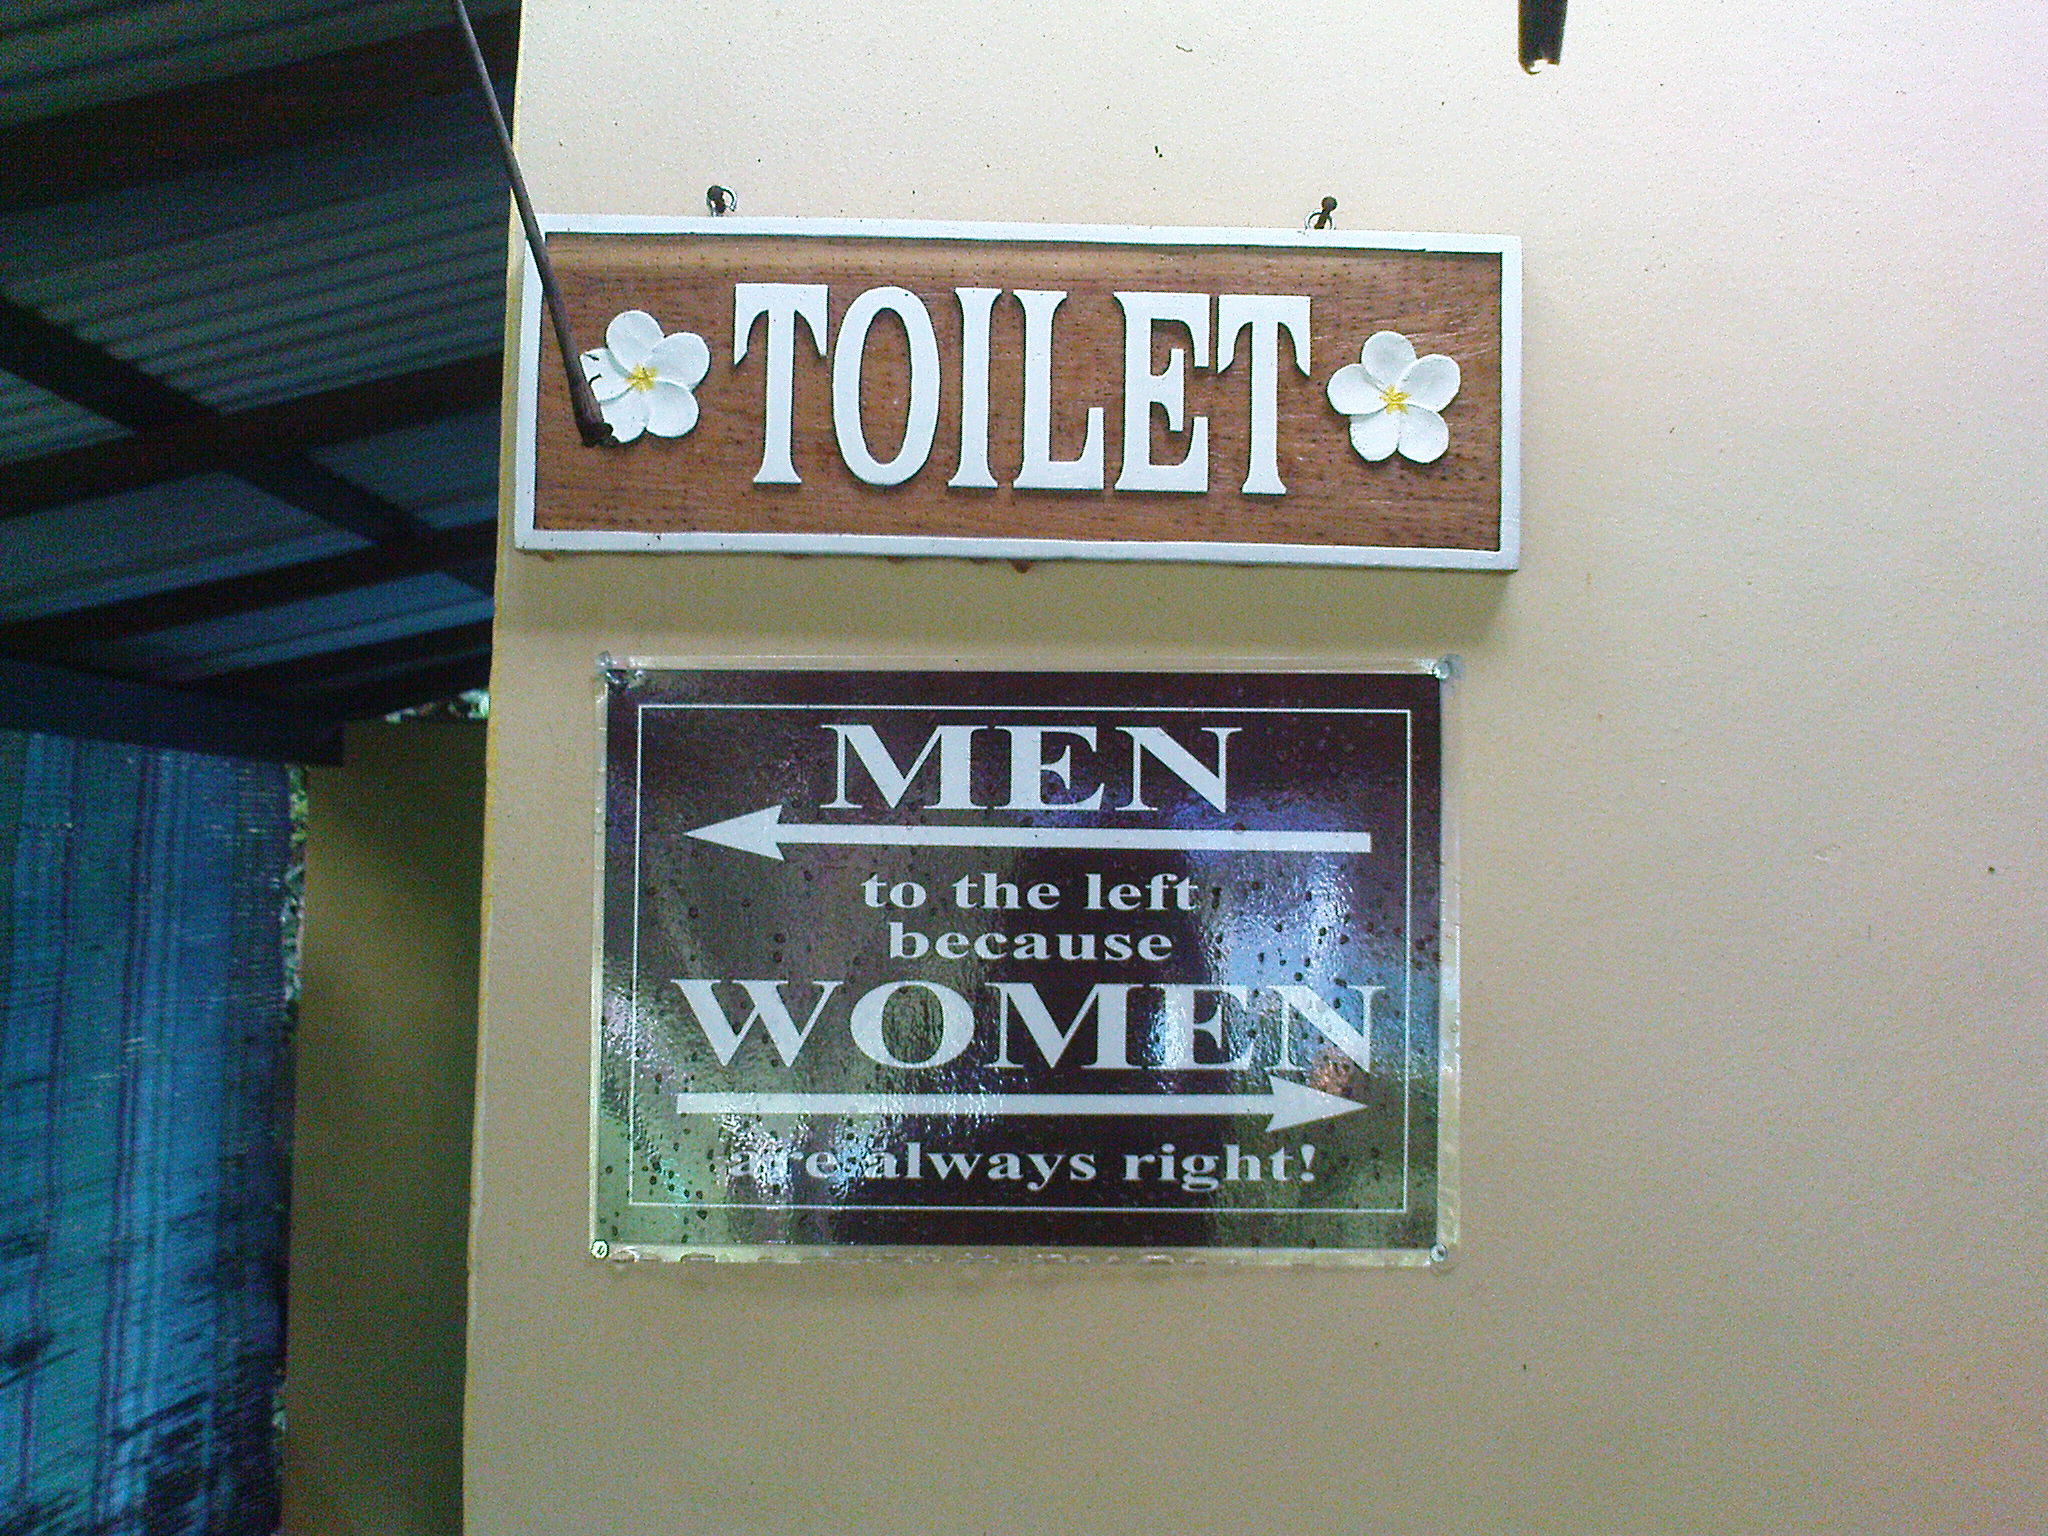 TOILET
MEN
to the left
because
WOMEN
are always right!